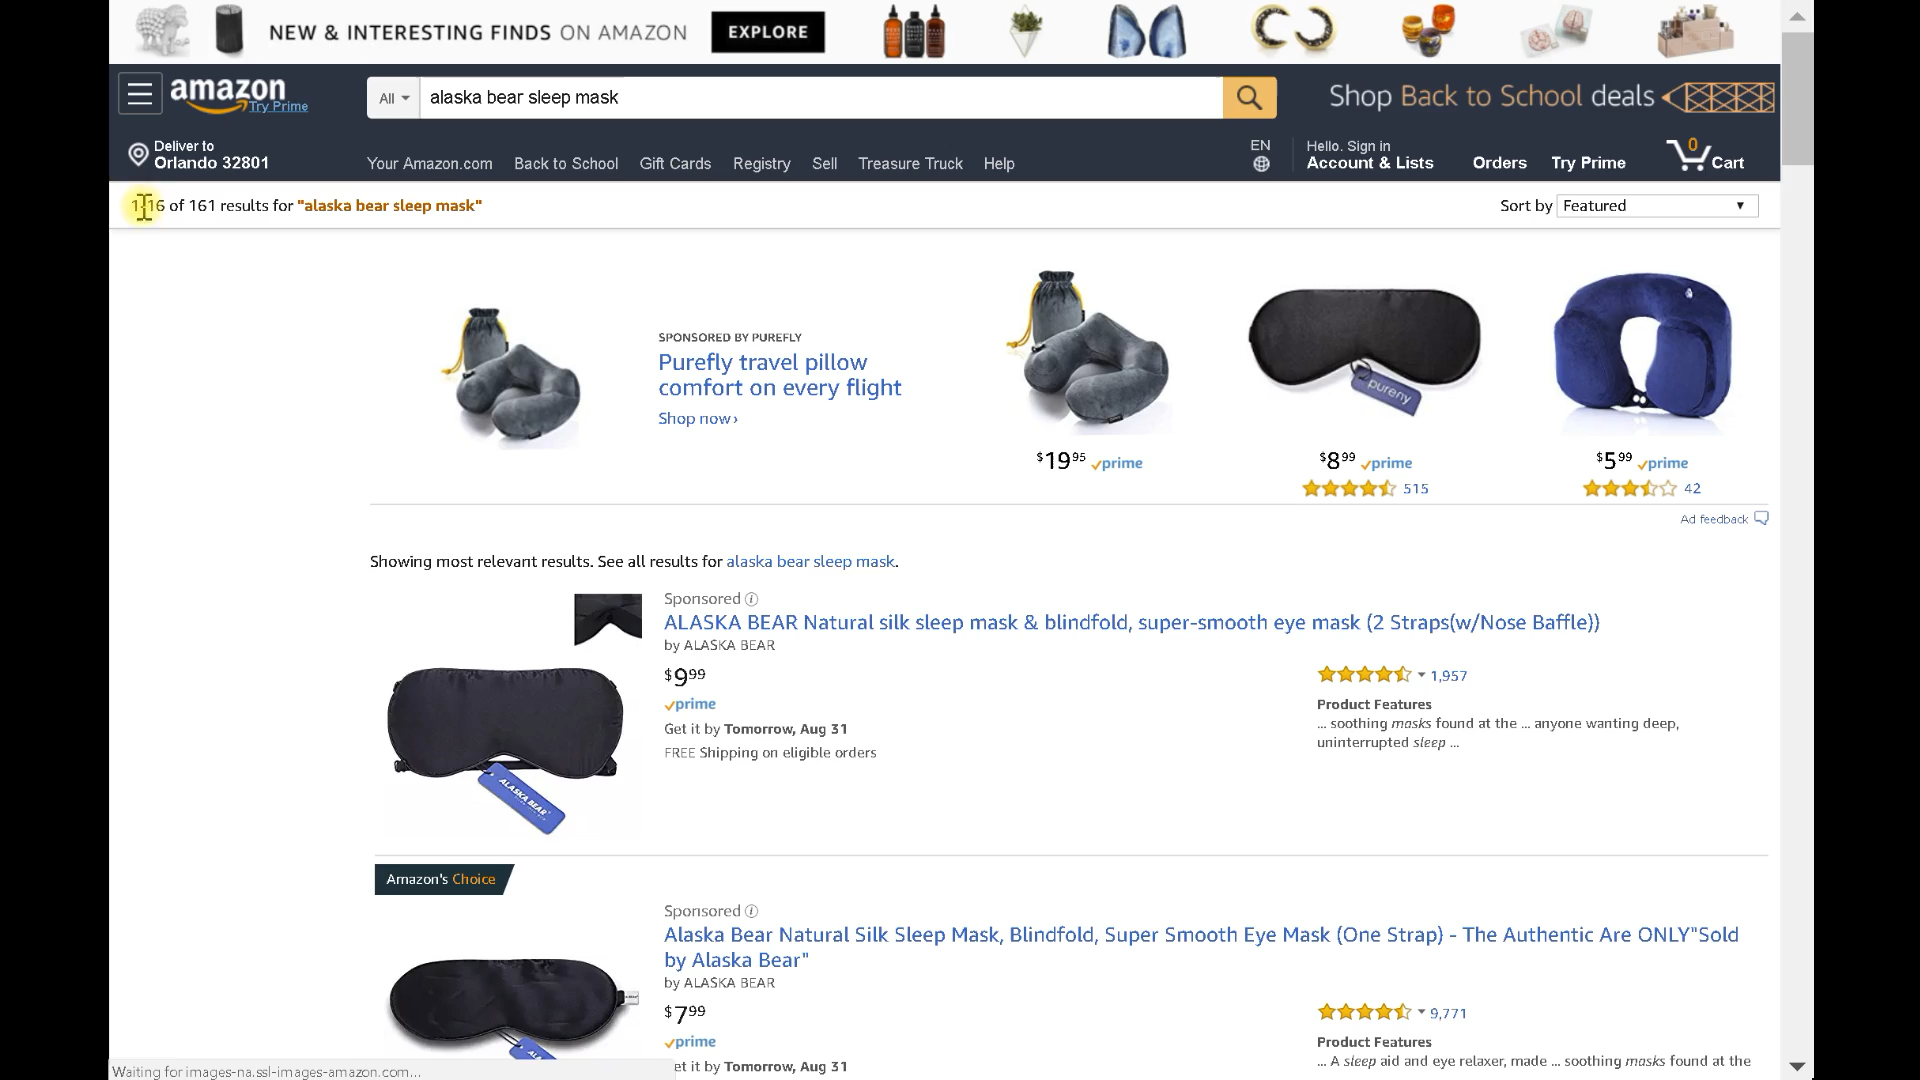 NEW & INTERESTING FINDS ON AMAZON
EXPLORE
amazon
Try Prime
All
alaska bear sleep mask
Shop Back to School deals
Deliver to
Orlando 32801
Your Amazon.com Back to School Gift Cards Registry Sell Treasure Truck Help
EN
Hello. Sign in
Account & Lists
Orders
Try Prime
0
Cart
1-16 of 161 results for "alaska bear sleep mask"
Sort by Featured
SPONSORED BY PUREFLY
Purefly travel pillow
comfort on every flight
Shop now ›
purefly
$19.95 prime
$8.99 prime
515
$5.99 prime
42
Ad feedback
Showing most relevant results. See all results for alaska bear sleep mask.
Sponsored
ALASKA BEAR Natural silk sleep mask & blindfold, super-smooth eye mask (2 Straps(w/Nose Baffle))
by ALASKA BEAR
$9.99
prime
Get it by Tomorrow, Aug 31
FREE Shipping on eligible orders
1,957
Product Features
... soothing masks found at the ... anyone wanting deep,
uninterrupted sleep ...
ALASKA BEAR
Amazon's Choice
Sponsored
Alaska Bear Natural Silk Sleep Mask, Blindfold, Super Smooth Eye Mask (One Strap) - The Authentic Are ONLY"Sold
by Alaska Bear"
by ALASKA BEAR
$7.99
prime
et it by Tomorrow, Aug 31
9,771
Product Features
... A sleep aid and eye relaxer, made ... soothing masks found at the
Waiting for images-na.ssl-images-amazon.com...